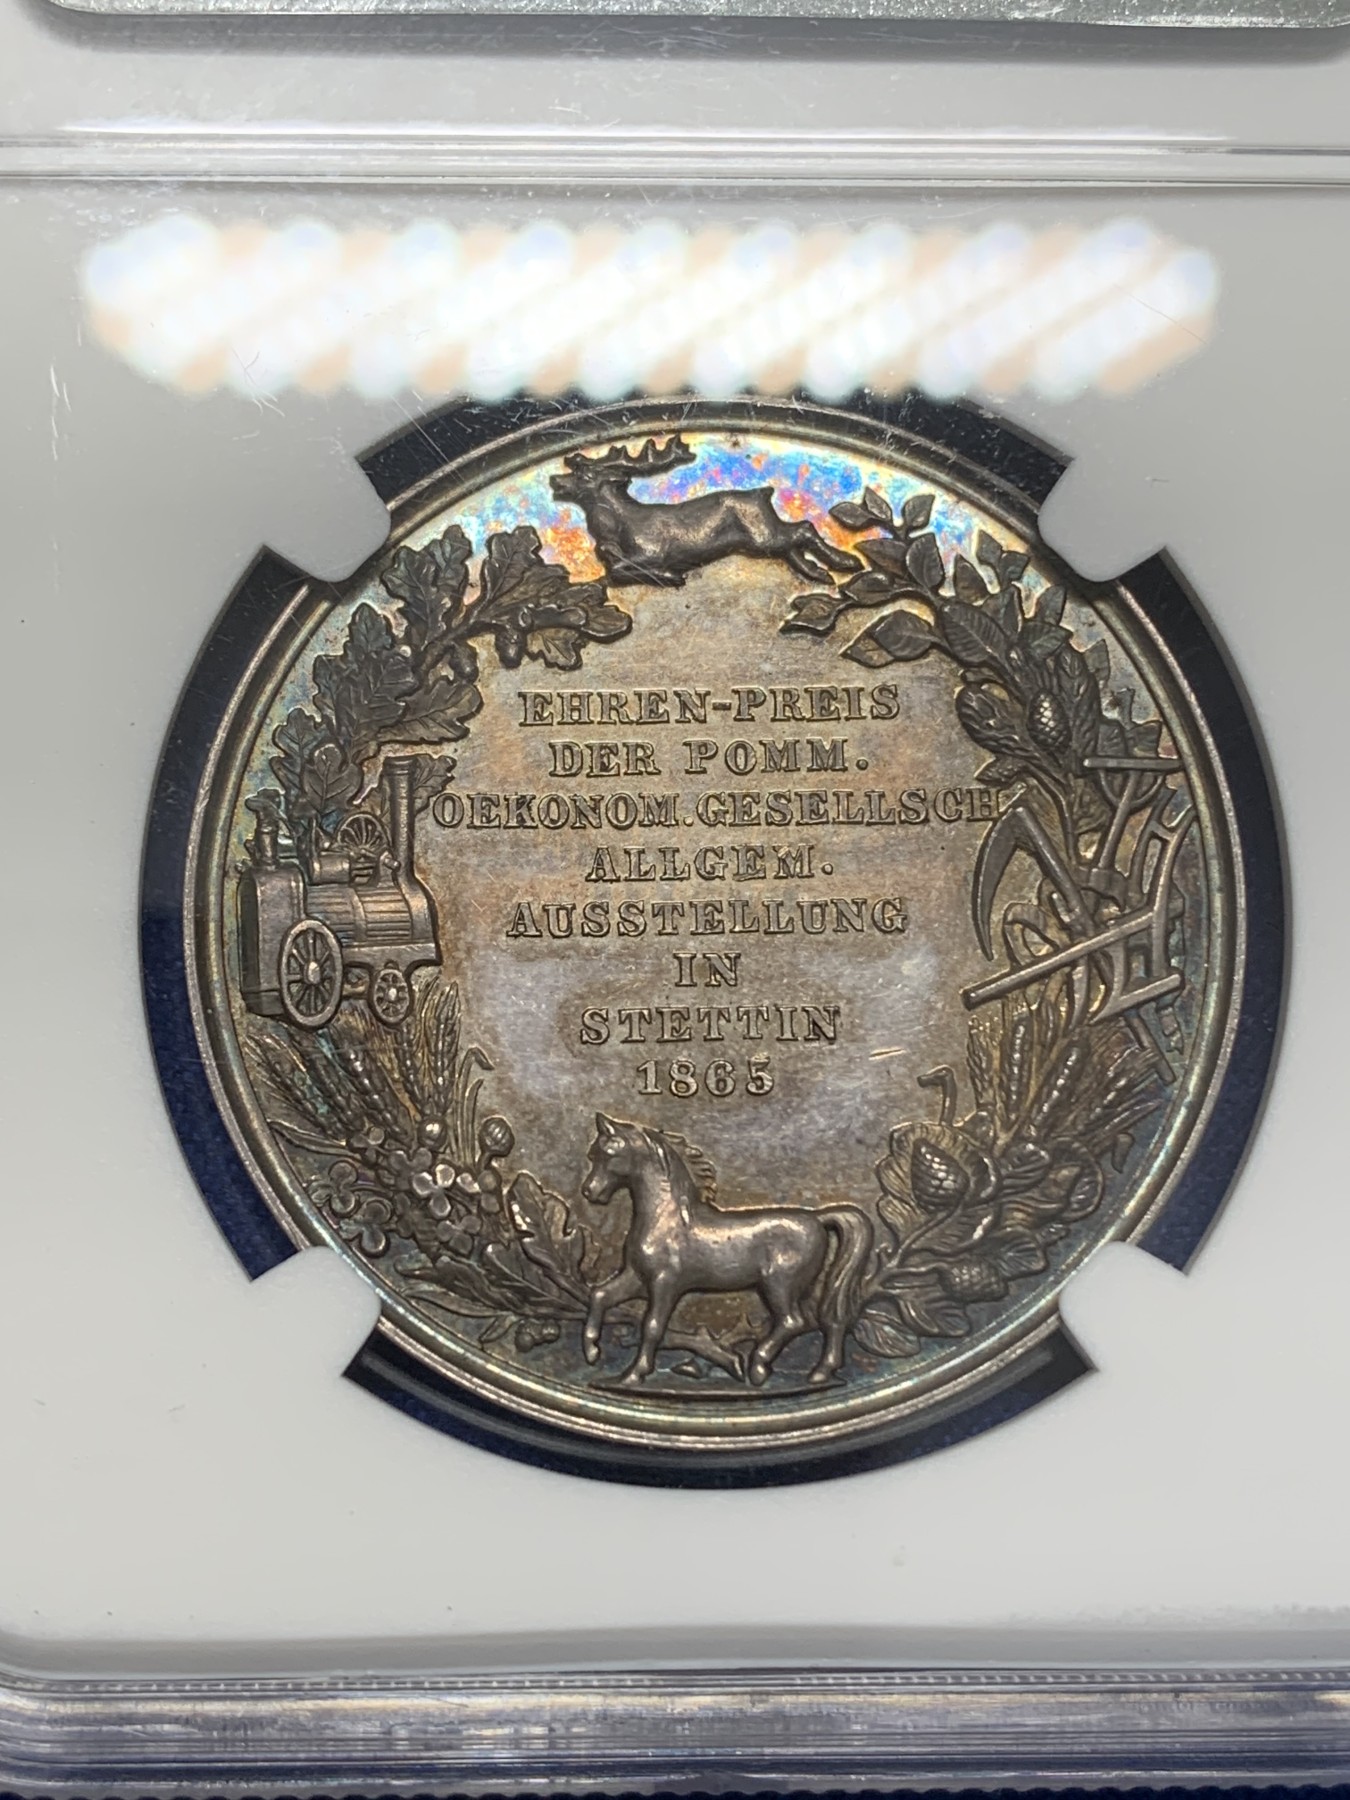 EHREN-PREIS
DER POMM.
OEKONOM.GESELLSCH
ALLGEM.
AUSSTELLUNG
IN
STETTIN
1865